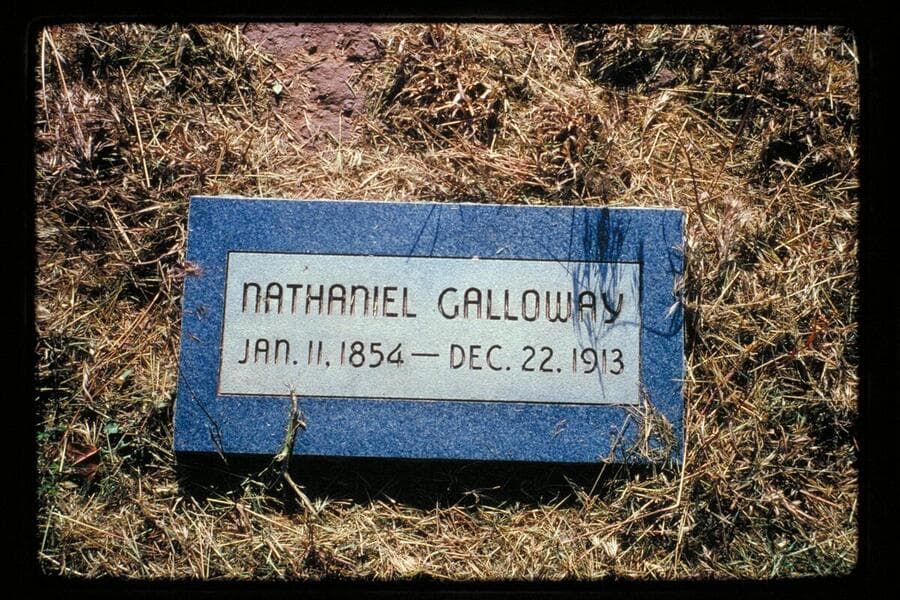 NATHANIEL GALLOWAY
JAN. 11, 1854 — DEC. 22. 1913